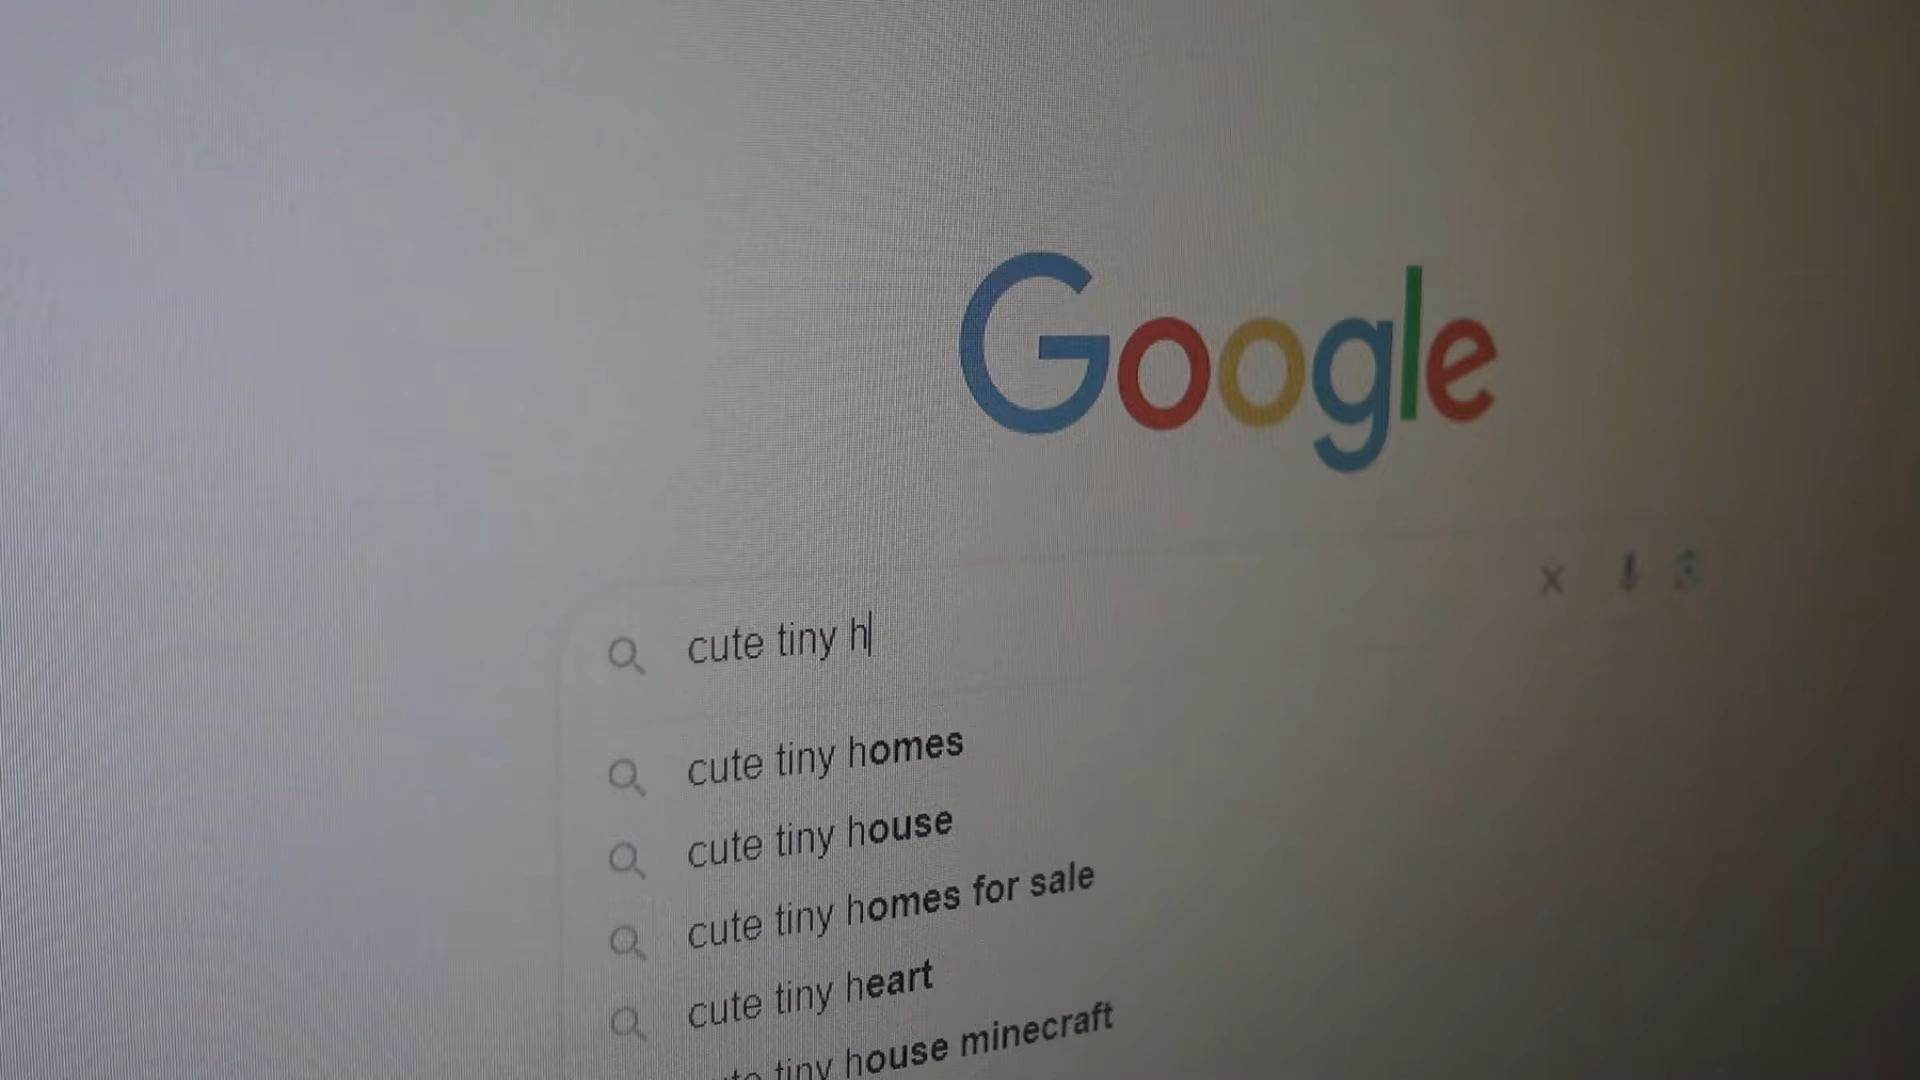 Google
cute tiny h
cute tiny homes
cute tiny house
cute tiny homes for sale
cute tiny heart
tiny house minecraft